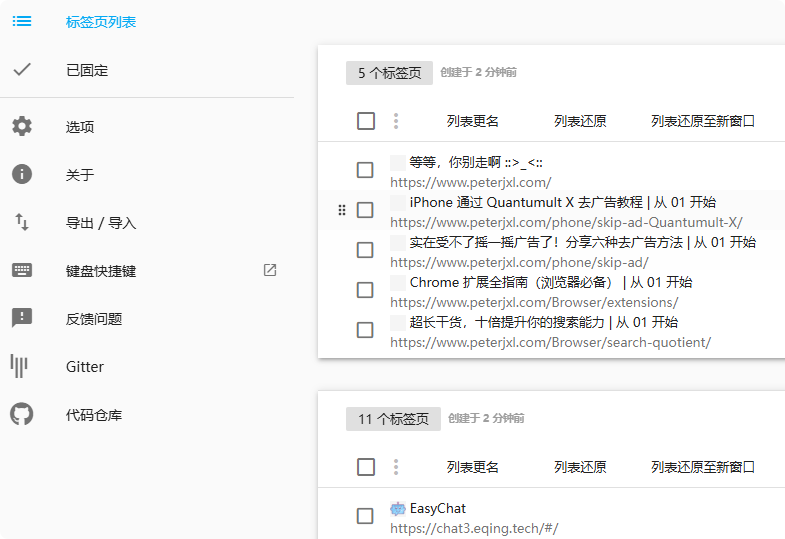 标签页列表
已固定
选项
关于
导出 / 导入
键盘快捷键
反馈问题
Gitter
代码仓库
5 个标签页 创建于 2 分钟前
列表更名 列表还原 列表还原至新窗口
等等，你别走啊 ::>_<::
https://www.peterjxl.com/
iPhone 通过 Quantumult X 去广告教程 | 从 01 开始
https://www.peterjxl.com/phone/skip-ad-Quantumult-X/
实在受不了摇一摇广告了！分享六种去广告方法 | 从 01 开始
https://www.peterjxl.com/phone/skip-ad/
Chrome 扩展全指南（浏览器必备） | 从 01 开始
https://www.peterjxl.com/Browser/extensions/
超长干货，十倍提升你的搜索能力 | 从 01 开始
https://www.peterjxl.com/Browser/search-quotient/
11 个标签页 创建于 2 分钟前
列表更名 列表还原 列表还原至新窗口
EasyChat
https://chat3.eqing.tech/#/